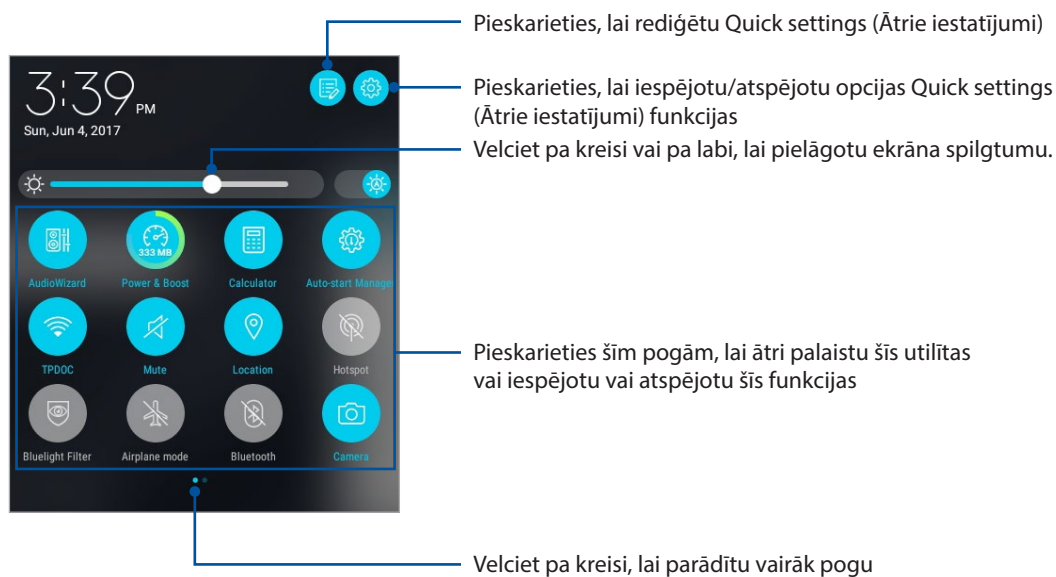 Pieskarieties, lai rediģētu Quick settings (Ātrie iestatījumi)
3:39 PM
Sun, Jun 4, 2017
Pieskarieties, lai iespējotu/atspējotu opcijas Quick settings
(Ātrie iestatījumi) funkcijas
Velciet pa kreisi vai pa labi, lai pielāgotu ekrāna spilgtumu.
A
333 MB
AudioWizard Power & Boost Calculator Auto-start Manage
TPDOC Mute Location Hotspot
Pieskarieties šīm pogām, lai ātri palaistu šīs utilītas
vai iespējotu vai atspējotu šīs funkcijas
Bluelight Filter Airplane mode Bluetooth Camera
Velciet pa kreisi, lai parādītu vairāk pogu